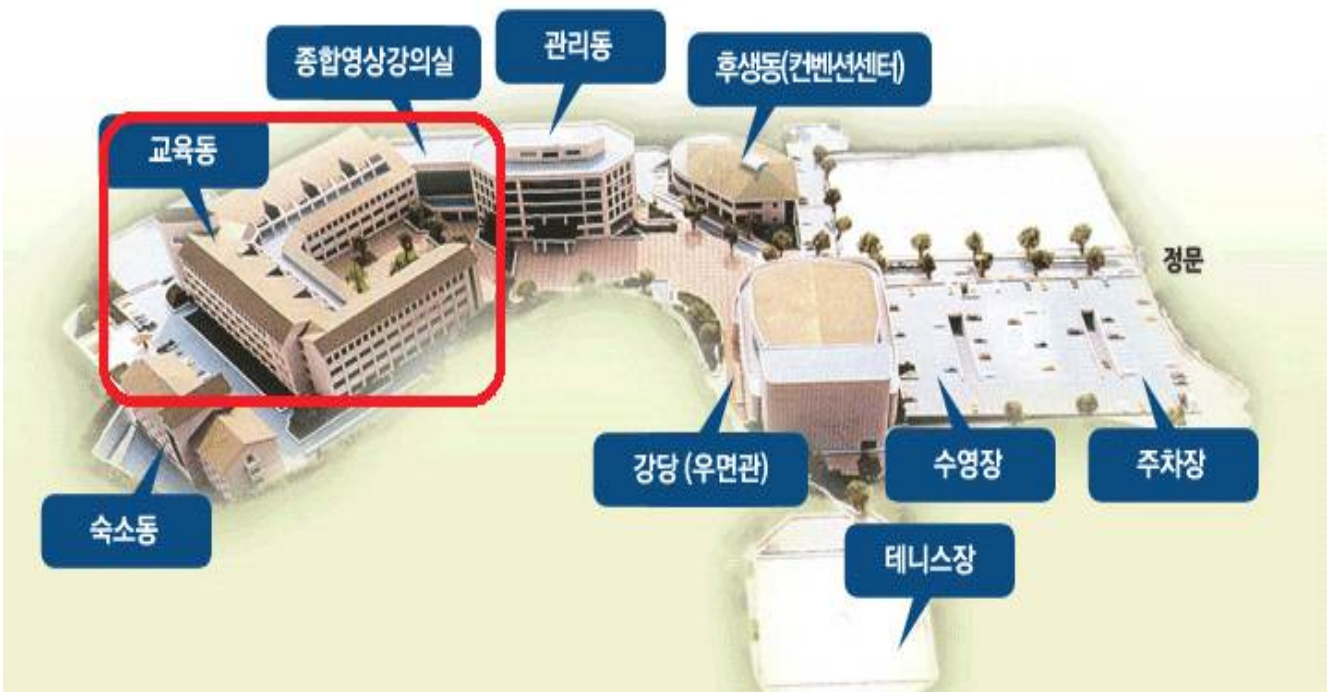 종합영상강의실
관리동
후생동(컨벤션센터)
교육동
정문
강당 (우면관)
수영장
주차장
숙소동
테니스장